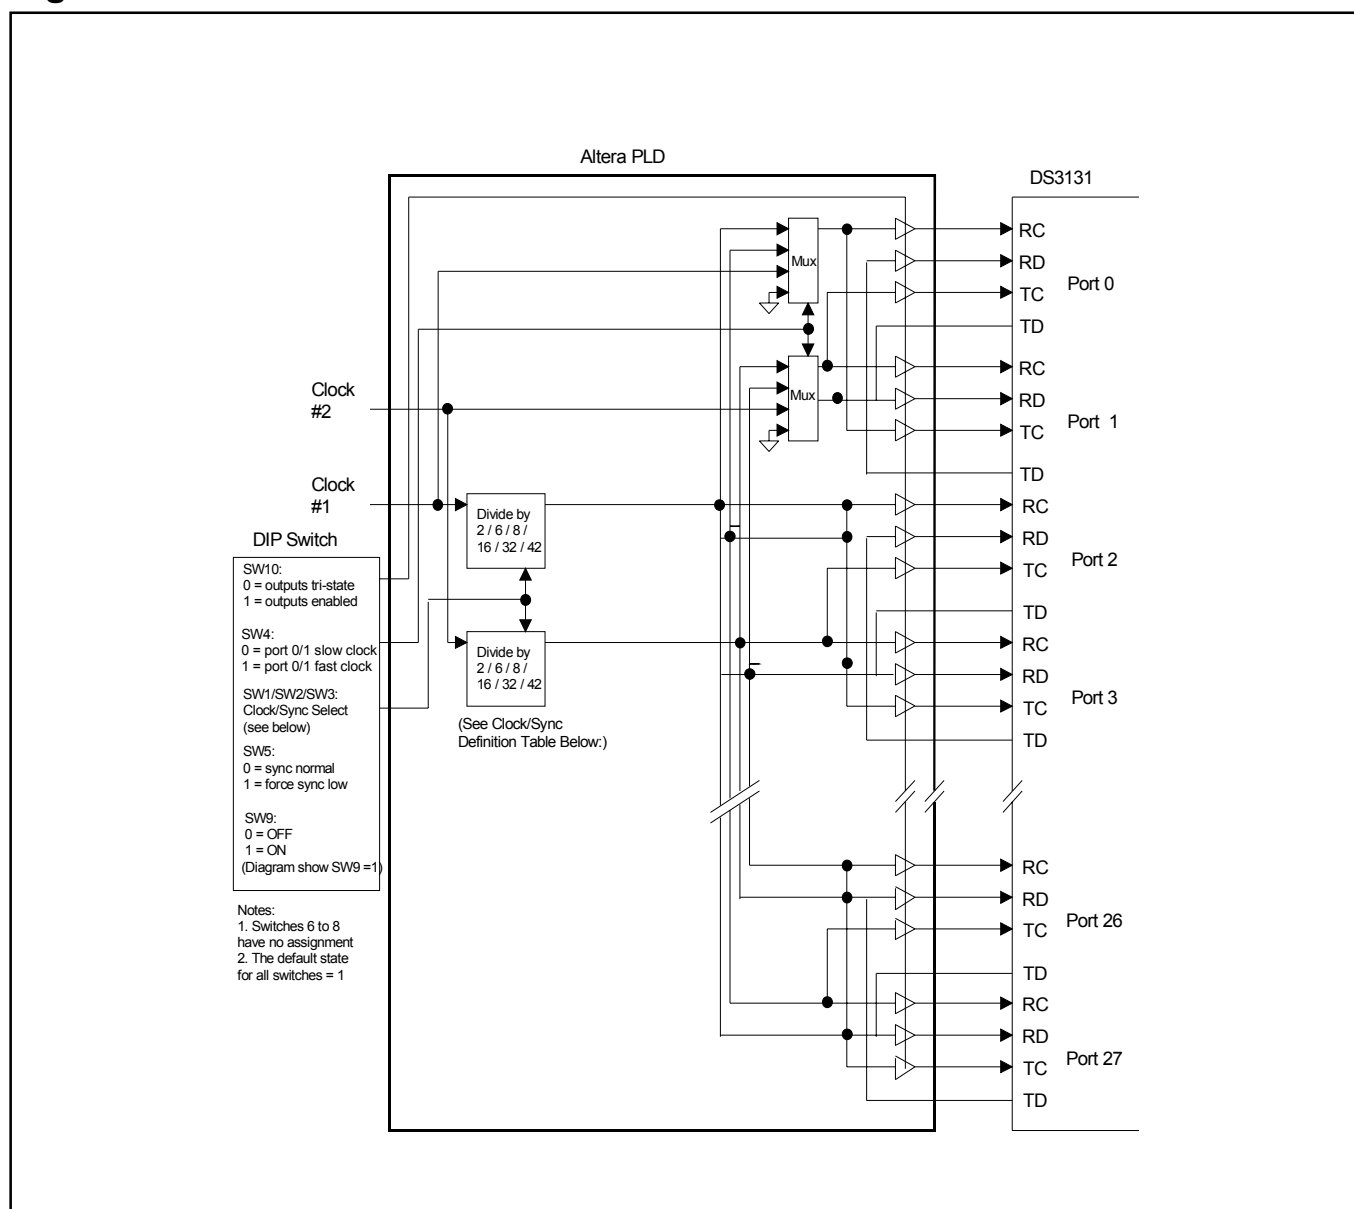 Altera PLD
DS3131
Mux
Mux
RC
RD
Port 0
TC
TD
RC
RD
Port 1
TC
TD
RC
RD
Port 2
TC
TD
RC
RD
Port 3
TC
TD
RC
RD
Port 26
TC
TD
RC
RD
Port 27
TC
TD
Clock
#2
Clock
#1
Divide by
2 / 6 / 8 /
16 / 32 / 42
Divide by
2 / 6 / 8 /
16 / 32 / 42
(See Clock/Sync
Definition Table Below:)
DIP Switch
SW10:
0 = outputs tri-state
1 = outputs enabled
SW4:
0 = port 0/1 slow clock
1 = port 0/1 fast clock
SW1/SW2/SW3:
Clock/Sync Select
(see below)
SW5:
0 = sync normal
1 = force sync low
SW9:
0 = OFF
1 = ON
(Diagram show SW9 =1)
Notes:
1. Switches 6 to 8
have no assignment
2. The default state
for all switches = 1